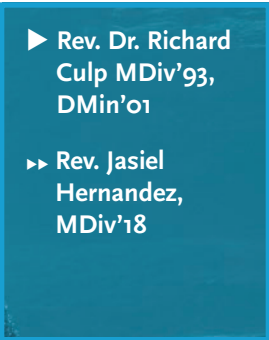 ▶ Rev. Dr. Richard
Culp MDiv'93,
DMin'01
▸▸ Rev. Jasiel
Hernandez,
MDiv'18